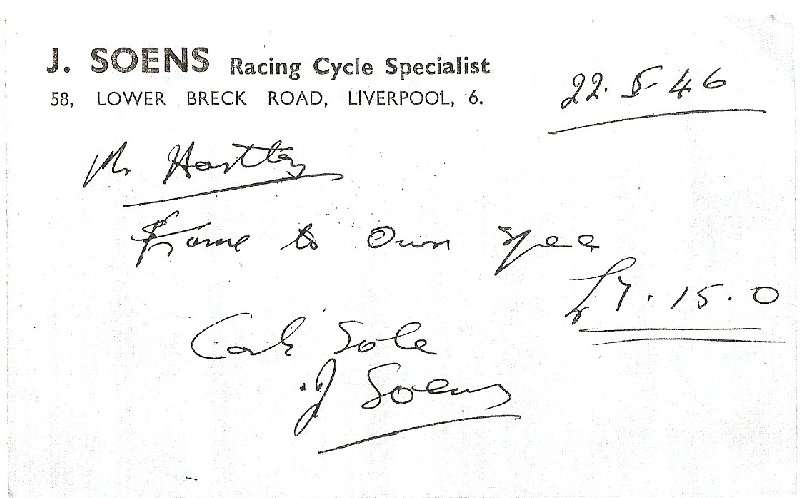 J. SOENS Racing Cycle Specialist
58, LOWER BRECK ROAD, LIVERPOOL, 6.
22.5.46
Mr Hartley
Frame to Own Spec
£7.15.0
Cash Sale
J Soens